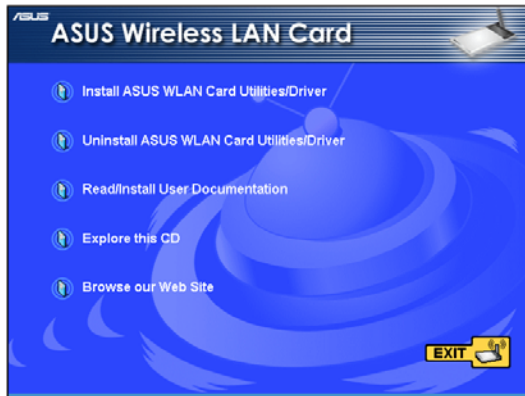 ASUS
ASUS Wireless LAN Card
Install ASUS WLAN Card Utilities/Driver
Uninstall ASUS WLAN Card Utilities/Driver
Read/Install User Documentation
Explore this CD
Browse our Web Site
EXIT